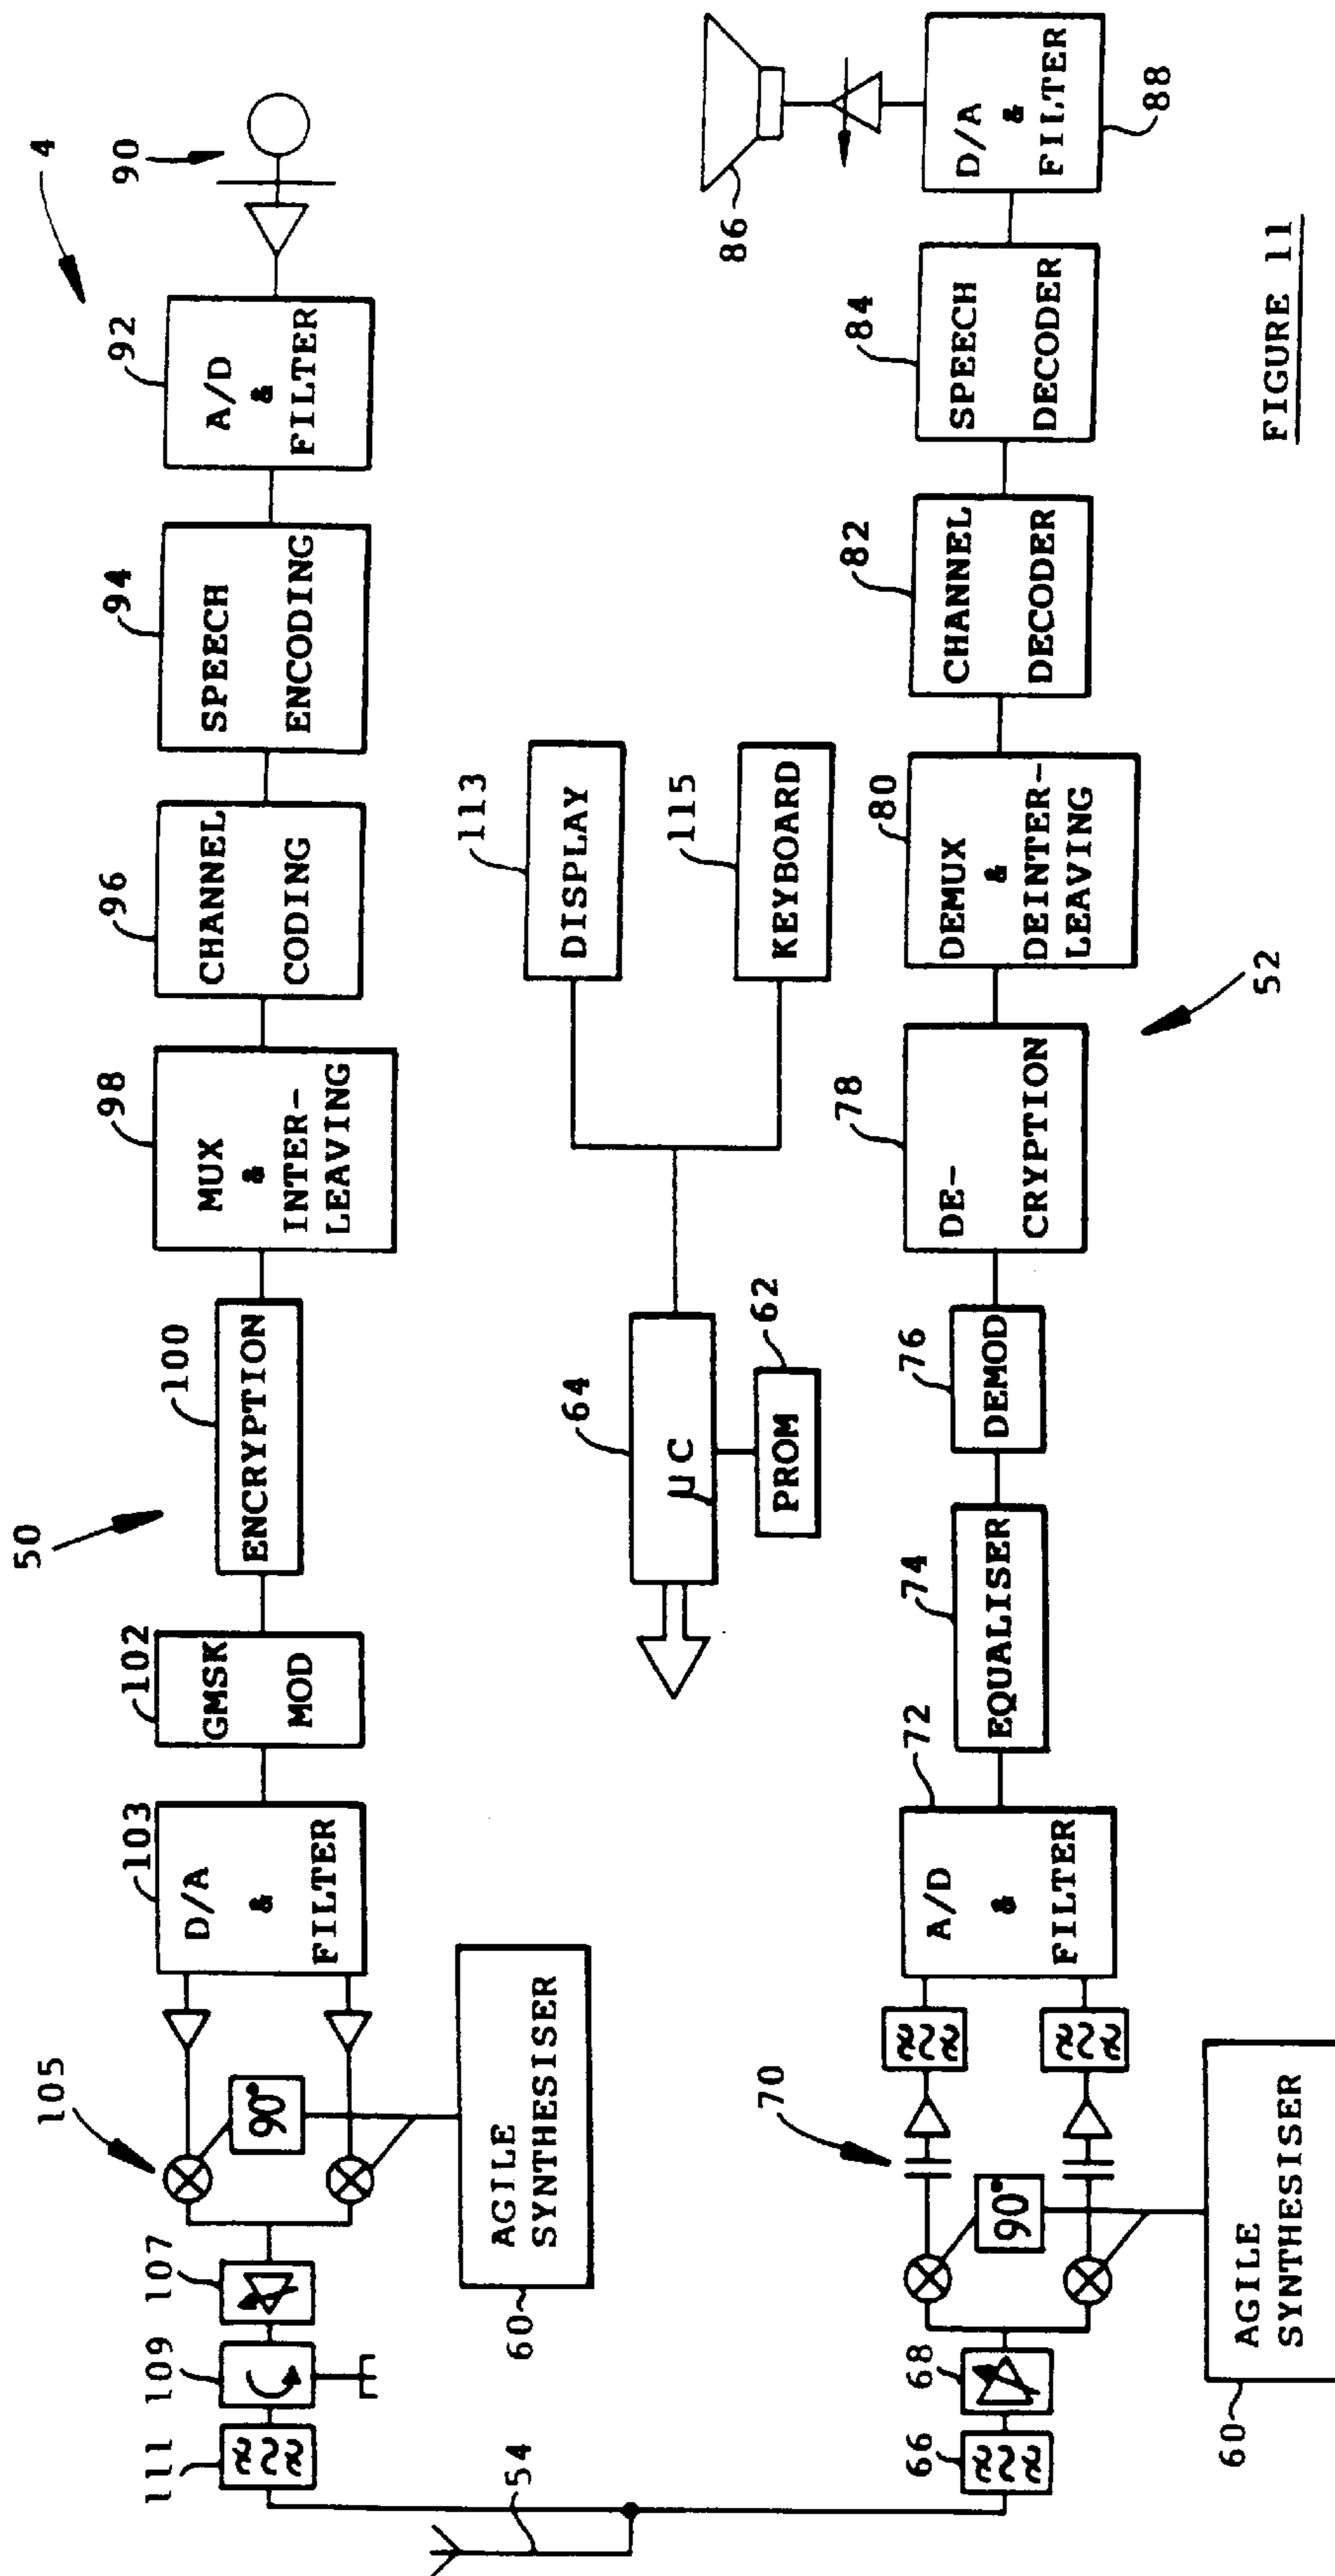 111
109
107
105
103
D/A
&
FILTER
102
GMSK
MOD
50
100
ENCRYPTION
98
MUX
&
INTER-
LEAVING
96
CHANNEL
CODING
94
SPEECH
ENCODING
92
A/D
&
FILTER
90
4
90°
60
AGILE
SYNTHESISER
54
64
µC
62
PROM
113
DISPLAY
115
KEYBOARD
66
68
70
90°
60
AGILE
SYNTHESISER
72
A/D
&
FILTER
74
EQUALISER
76
DEMOD
78
DE-
CRYPTION
80
DEMUX
&
DEINTER-
LEAVING
52
82
CHANNEL
DECODER
84
SPEECH
DECODER
86
D/A
&
FILTER
88
FIGURE 11